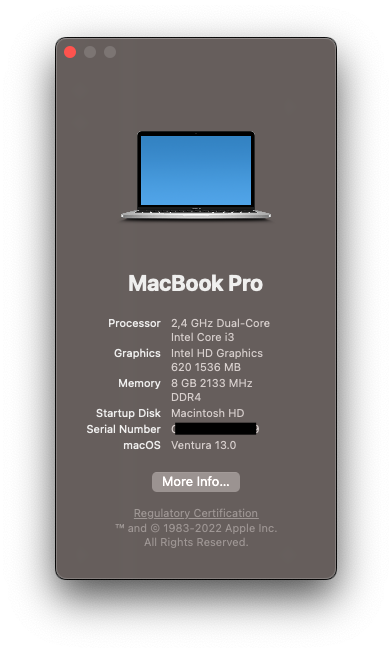 MacBook Pro
Processor 2,4 GHz Dual-Core
Intel Core i3
Graphics Intel HD Graphics
620 1536 MB
Memory 8 GB 2133 MHz
DDR4
Startup Disk Macintosh HD
Serial Number
macOS Ventura 13.0
More Info...
Regulatory Certification
™ and © 1983-2022 Apple Inc.
All Rights Reserved.